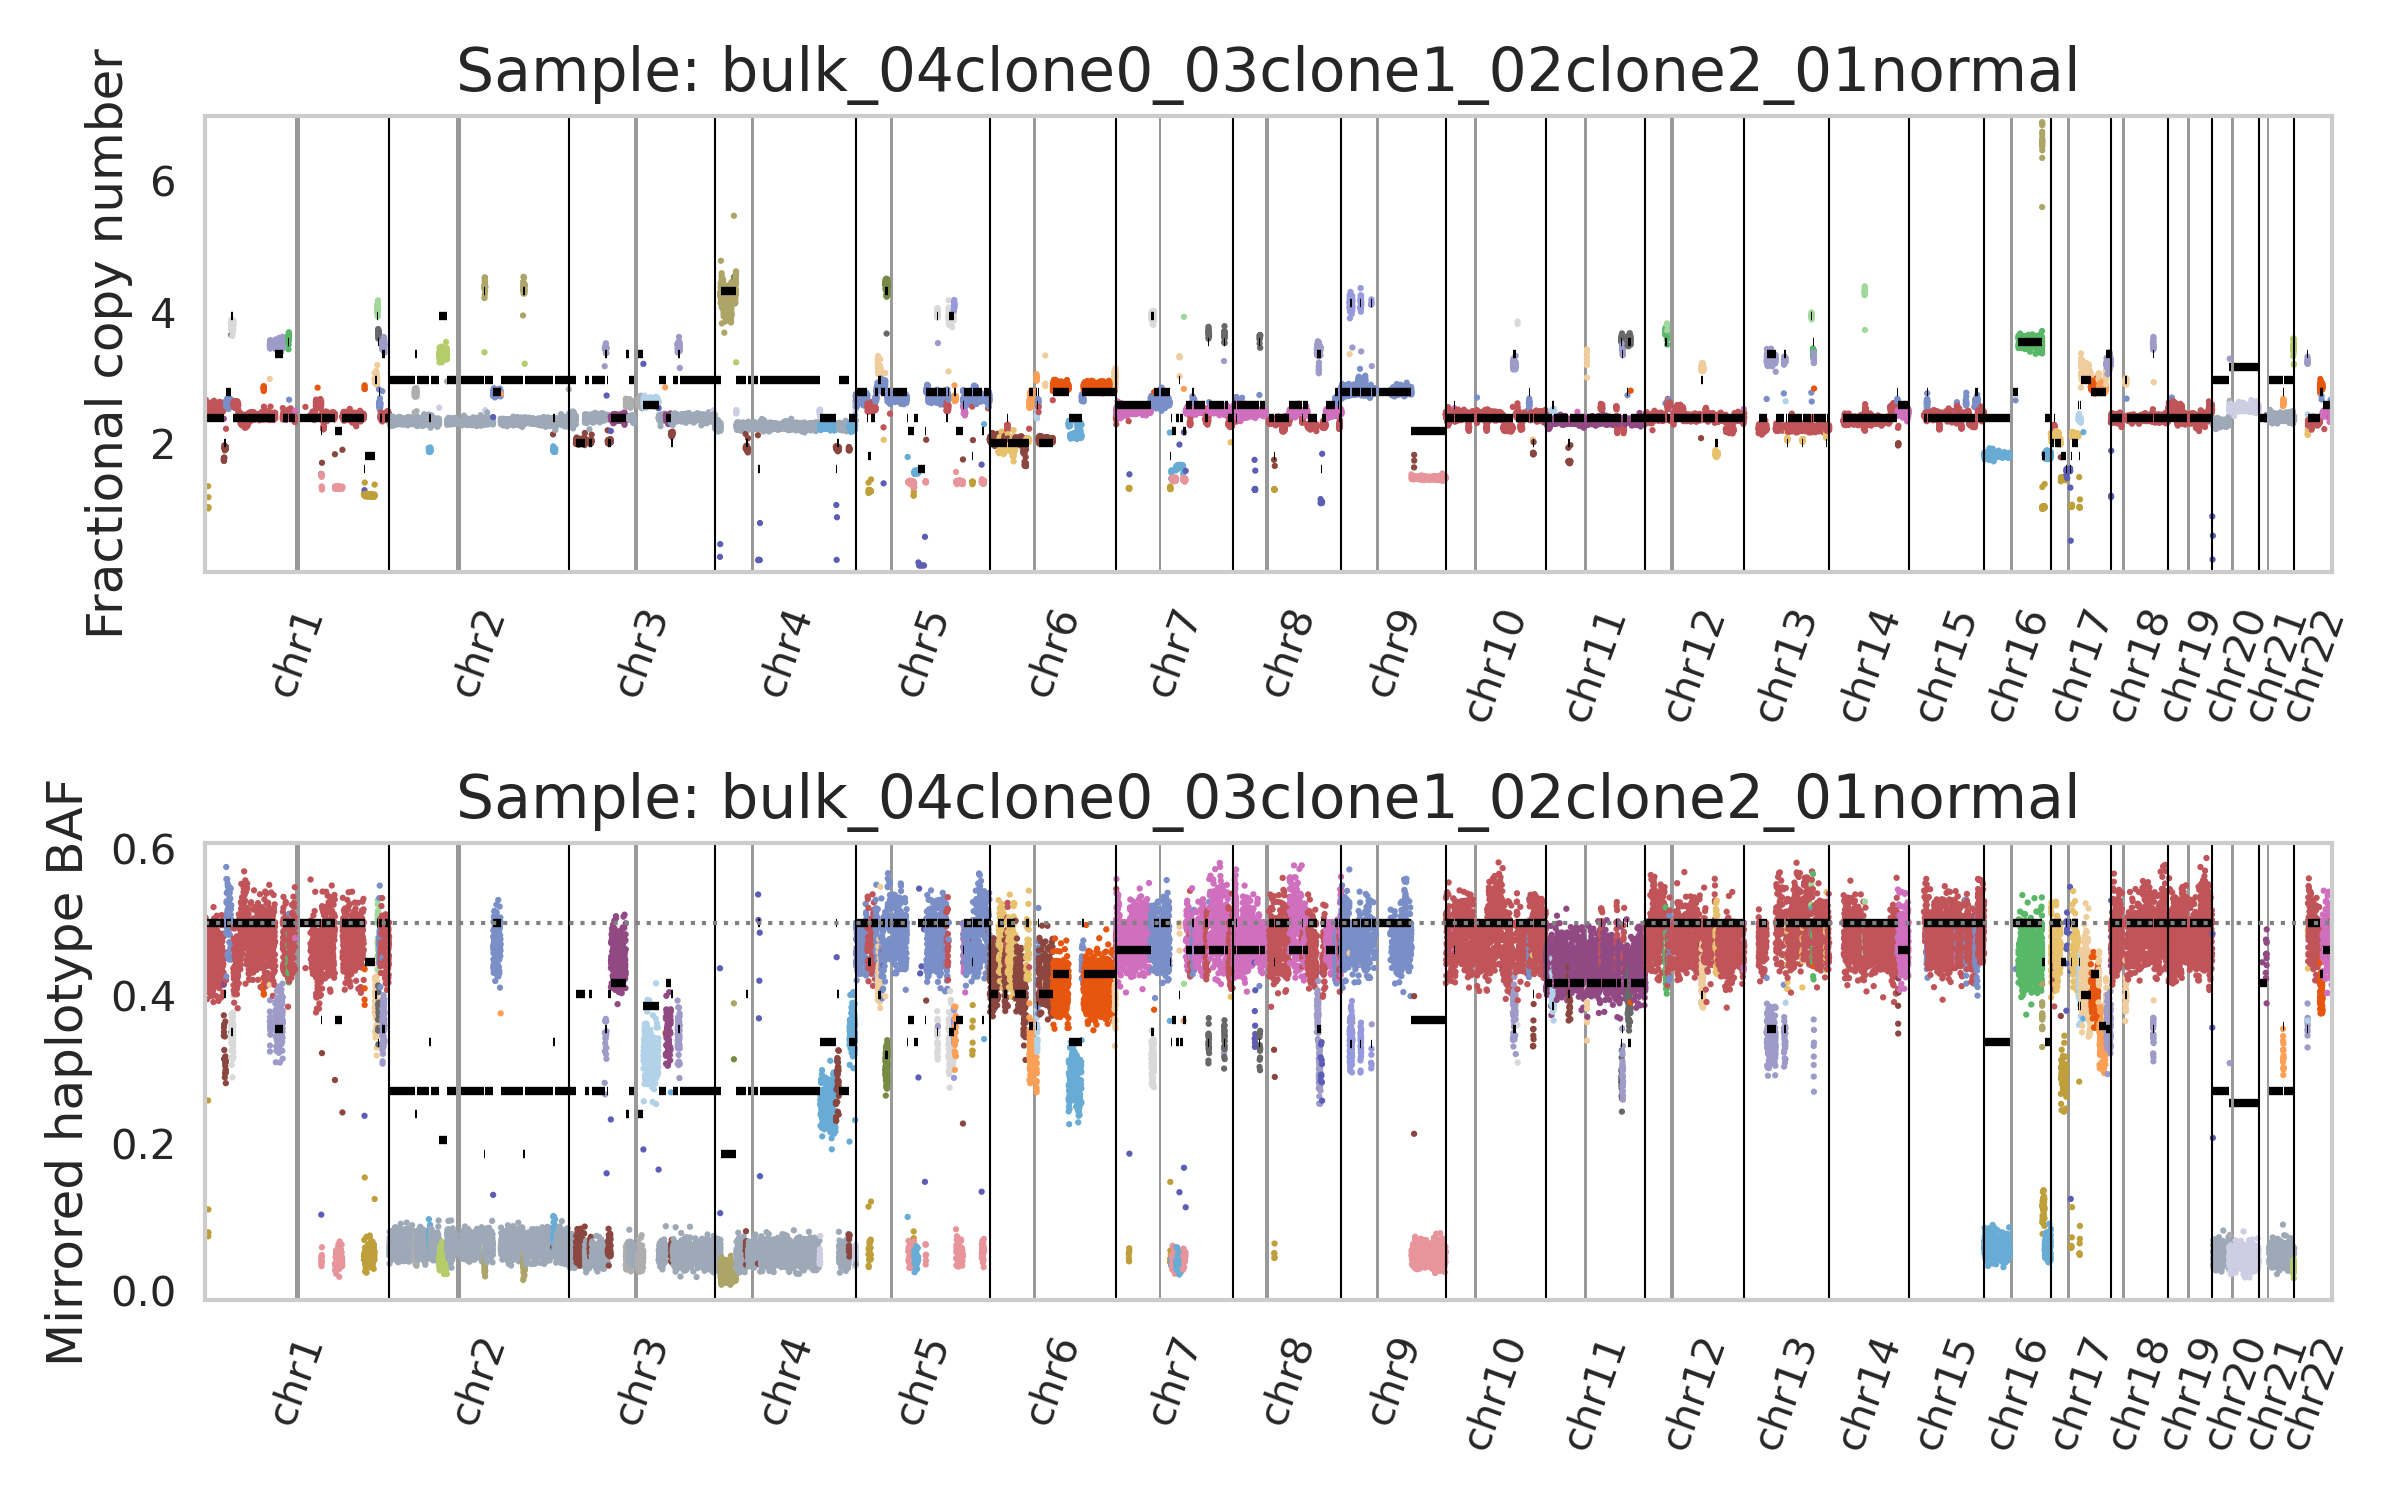 Sample: bulk_04clone0_03clone1_02clone2_01normal
Fractional copy number
6
4
2
chr1
chr2
chr3
chr4
chr5
chr6
chr7
chr8
chr9
chr10
chr11
chr12
chr13
chr14
chr15
chr16
chr17
chr18
chr19
chr20
chr21
chr22
Sample: bulk_04clone0_03clone1_02clone2_01normal
Mirrored haplotype BAF
0.6
0.4
0.2
0.0
chr1
chr2
chr3
chr4
chr5
chr6
chr7
chr8
chr9
chr10
chr11
chr12
chr13
chr14
chr15
chr16
chr17
chr18
chr19
chr20
chr21
chr22